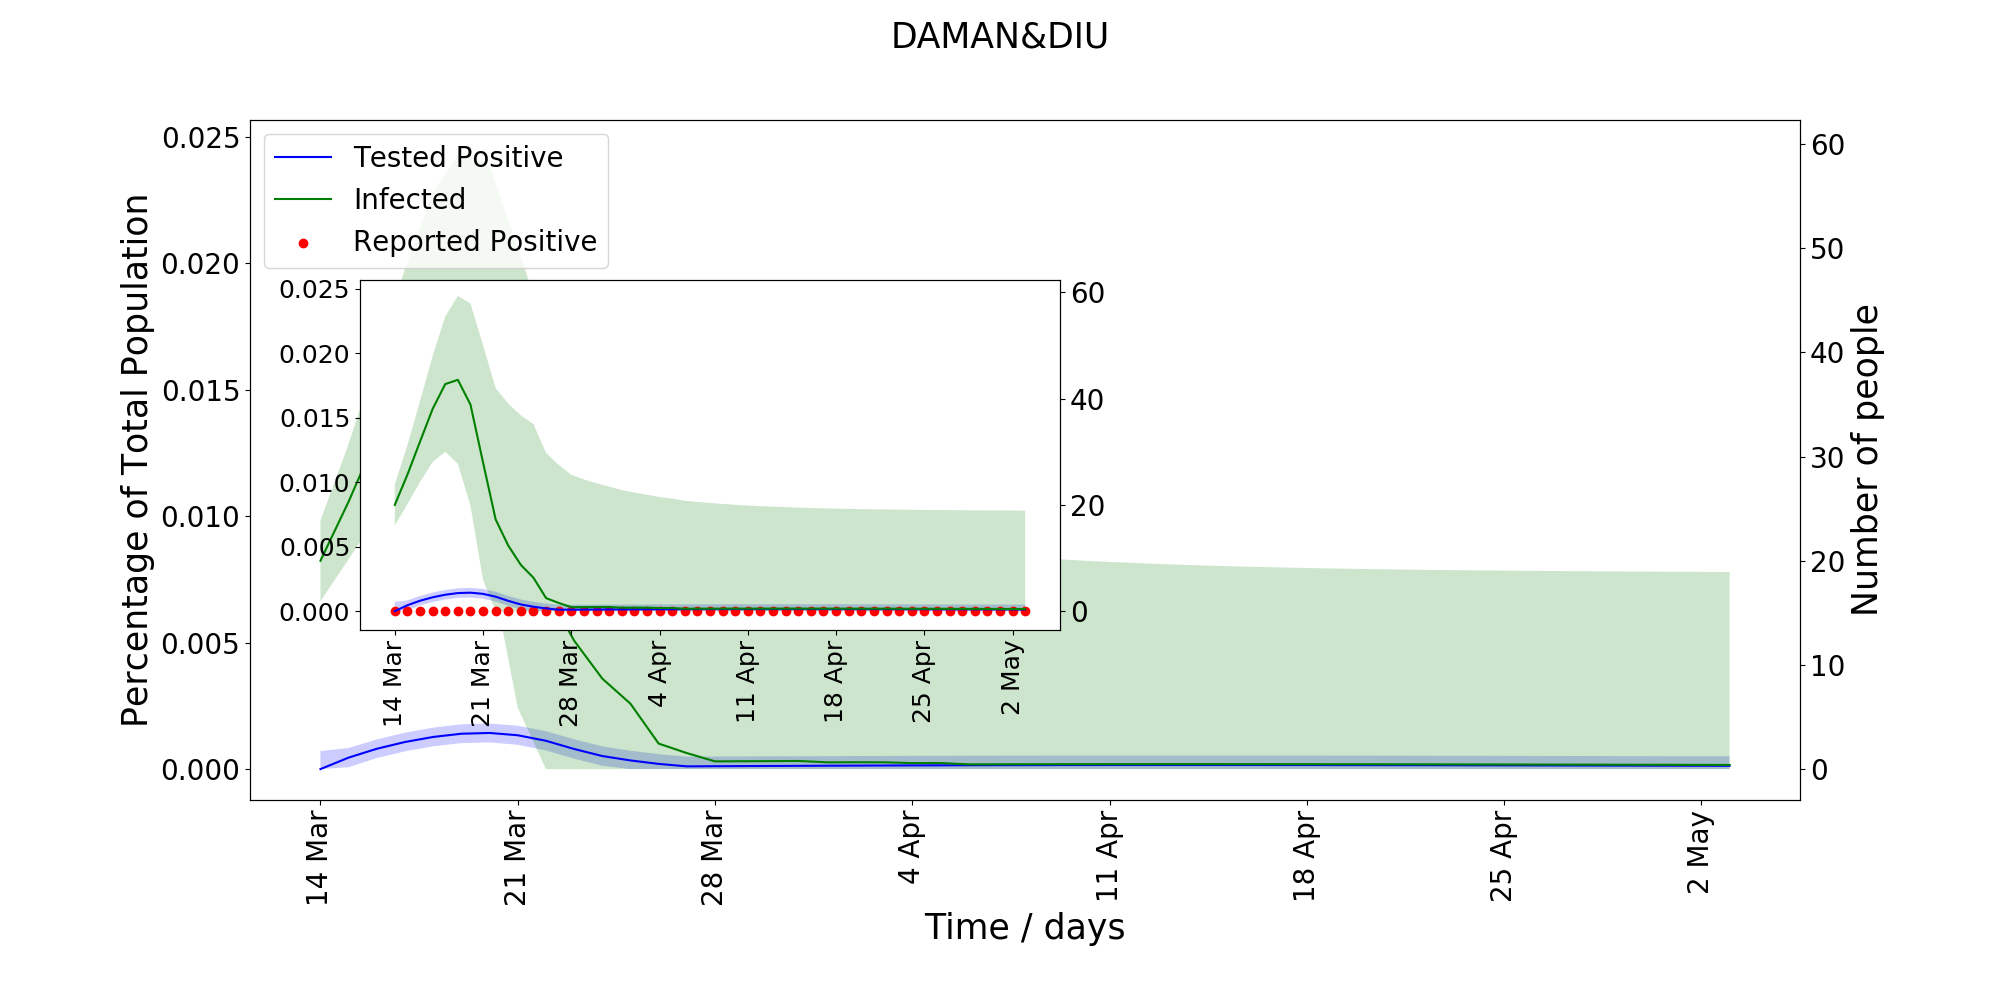 DAMAN&DIU
Tested Positive
Infected
Reported Positive
Percentage of Total Population
0.025
0.020
0.015
0.010
0.005
0.000
60
50
40
30
20
10
0
Number of people
0.025
0.020
0.015
0.010
0.005
0.000
60
40
20
0
14 Mar
21 Mar
28 Mar
4 Apr
11 Apr
18 Apr
25 Apr
2 May
14 Mar
21 Mar
28 Mar
4 Apr
11 Apr
18 Apr
25 Apr
2 May
Time / days